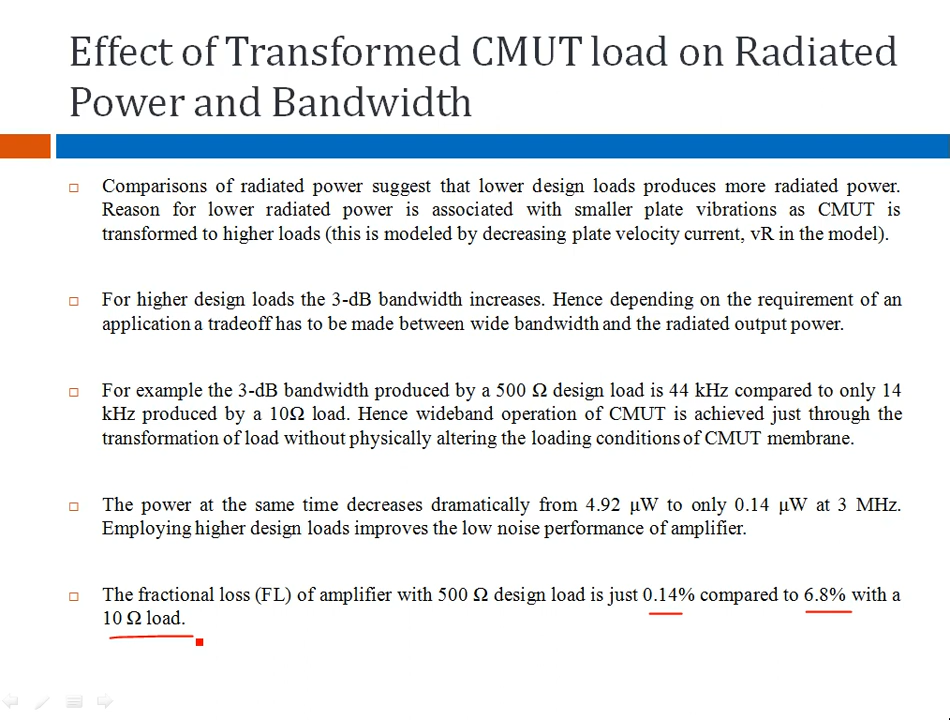 Effect of Transformed CMUT load on Radiated
Power and Bandwidth
Comparisons of radiated power suggest that lower design loads produces more radiated power.
Reason for lower radiated power is associated with smaller plate vibrations as CMUT is
transformed to higher loads (this is modeled by decreasing plate velocity current, vR in the model).
For higher design loads the 3-dB bandwidth increases. Hence depending on the requirement of an
application a tradeoff has to be made between wide bandwidth and the radiated output power.
For example the 3-dB bandwidth produced by a 500 Ω design load is 44 kHz compared to only 14
kHz produced by a 10Ω load. Hence wideband operation of CMUT is achieved just through the
transformation of load without physically altering the loading conditions of CMUT membrane.
The power at the same time decreases dramatically from 4.92 μW to only 0.14 μW at 3 MHz.
Employing higher design loads improves the low noise performance of amplifier.
The fractional loss (FL) of amplifier with 500 Ω design load is just 0.14% compared to 6.8% with a
10 Ω load.